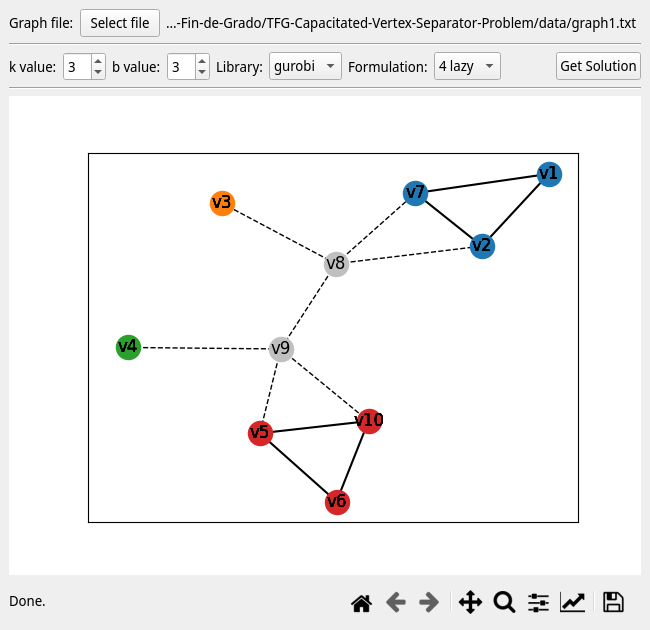 Graph file: Select file ...-Fin-de-Grado/TFG-Capacitated-Vertex-Separator-Problem/data/graph1.txt
k value: 3 b value: 3 Library: gurobi Formulation: 4 lazy Get Solution
v1
v7
v3
v2
v8
v4
v9
v10
v5
v6
Done.